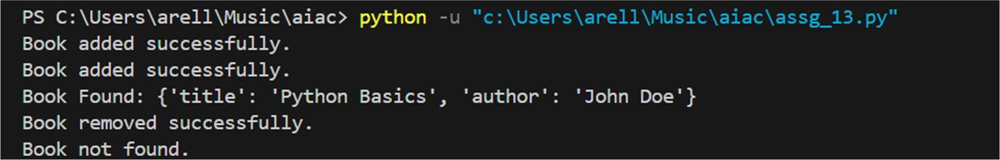 PS C:\Users\arell\Music\aiac> python -u "c:\Users\arell\Music\aiac\assg_13.py"
Book added successfully.
Book added successfully.
Book Found: {'title': 'Python Basics', 'author': 'John Doe'}
Book removed successfully.
Book not found.